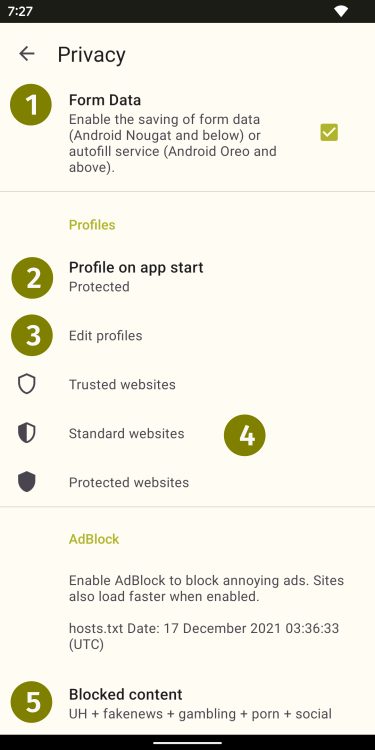 7:27
Privacy
1
Form Data
Enable the saving of form data
(Android Nougat and below) or
autofill service (Android Oreo and
above).
Profiles
2
Profile on app start
Protected
3
Edit profiles
Trusted websites
Standard websites
4
Protected websites
AdBlock
Enable AdBlock to block annoying ads. Sites
also load faster when enabled.
hosts.txt Date: 17 December 2021 03:36:33
(UTC)
5
Blocked content
UH + fakenews + gambling + porn + social